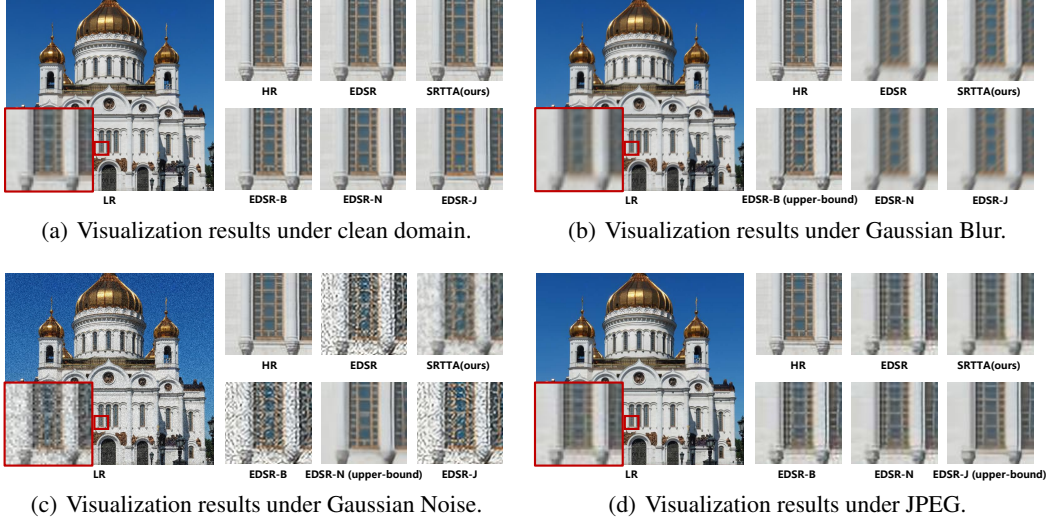 HR EDSR SRTTA(ours)
LR EDSR-B EDSR-N EDSR-J
(a) Visualization results under clean domain.
HR EDSR SRTTA(ours)
LR EDSR-B (upper-bound) EDSR-N EDSR-J
(b) Visualization results under Gaussian Blur.
HR EDSR SRTTA(ours)
LR EDSR-B EDSR-N (upper-bound) EDSR-J
(c) Visualization results under Gaussian Noise.
HR EDSR SRTTA(ours)
LR EDSR-B EDSR-N EDSR-J (upper-bound)
(d) Visualization results under JPEG.